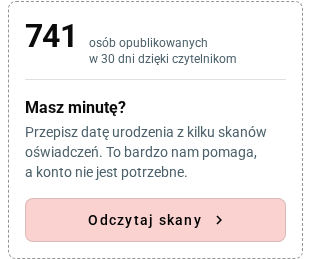 741
osób opublikowanych
w 30 dni dzięki czytelnikom
Masz minutę?
Przepisz datę urodzenia z kilku skanów
oświadczeń. To bardzo nam pomaga,
a konto nie jest potrzebne.
Odczytaj skany